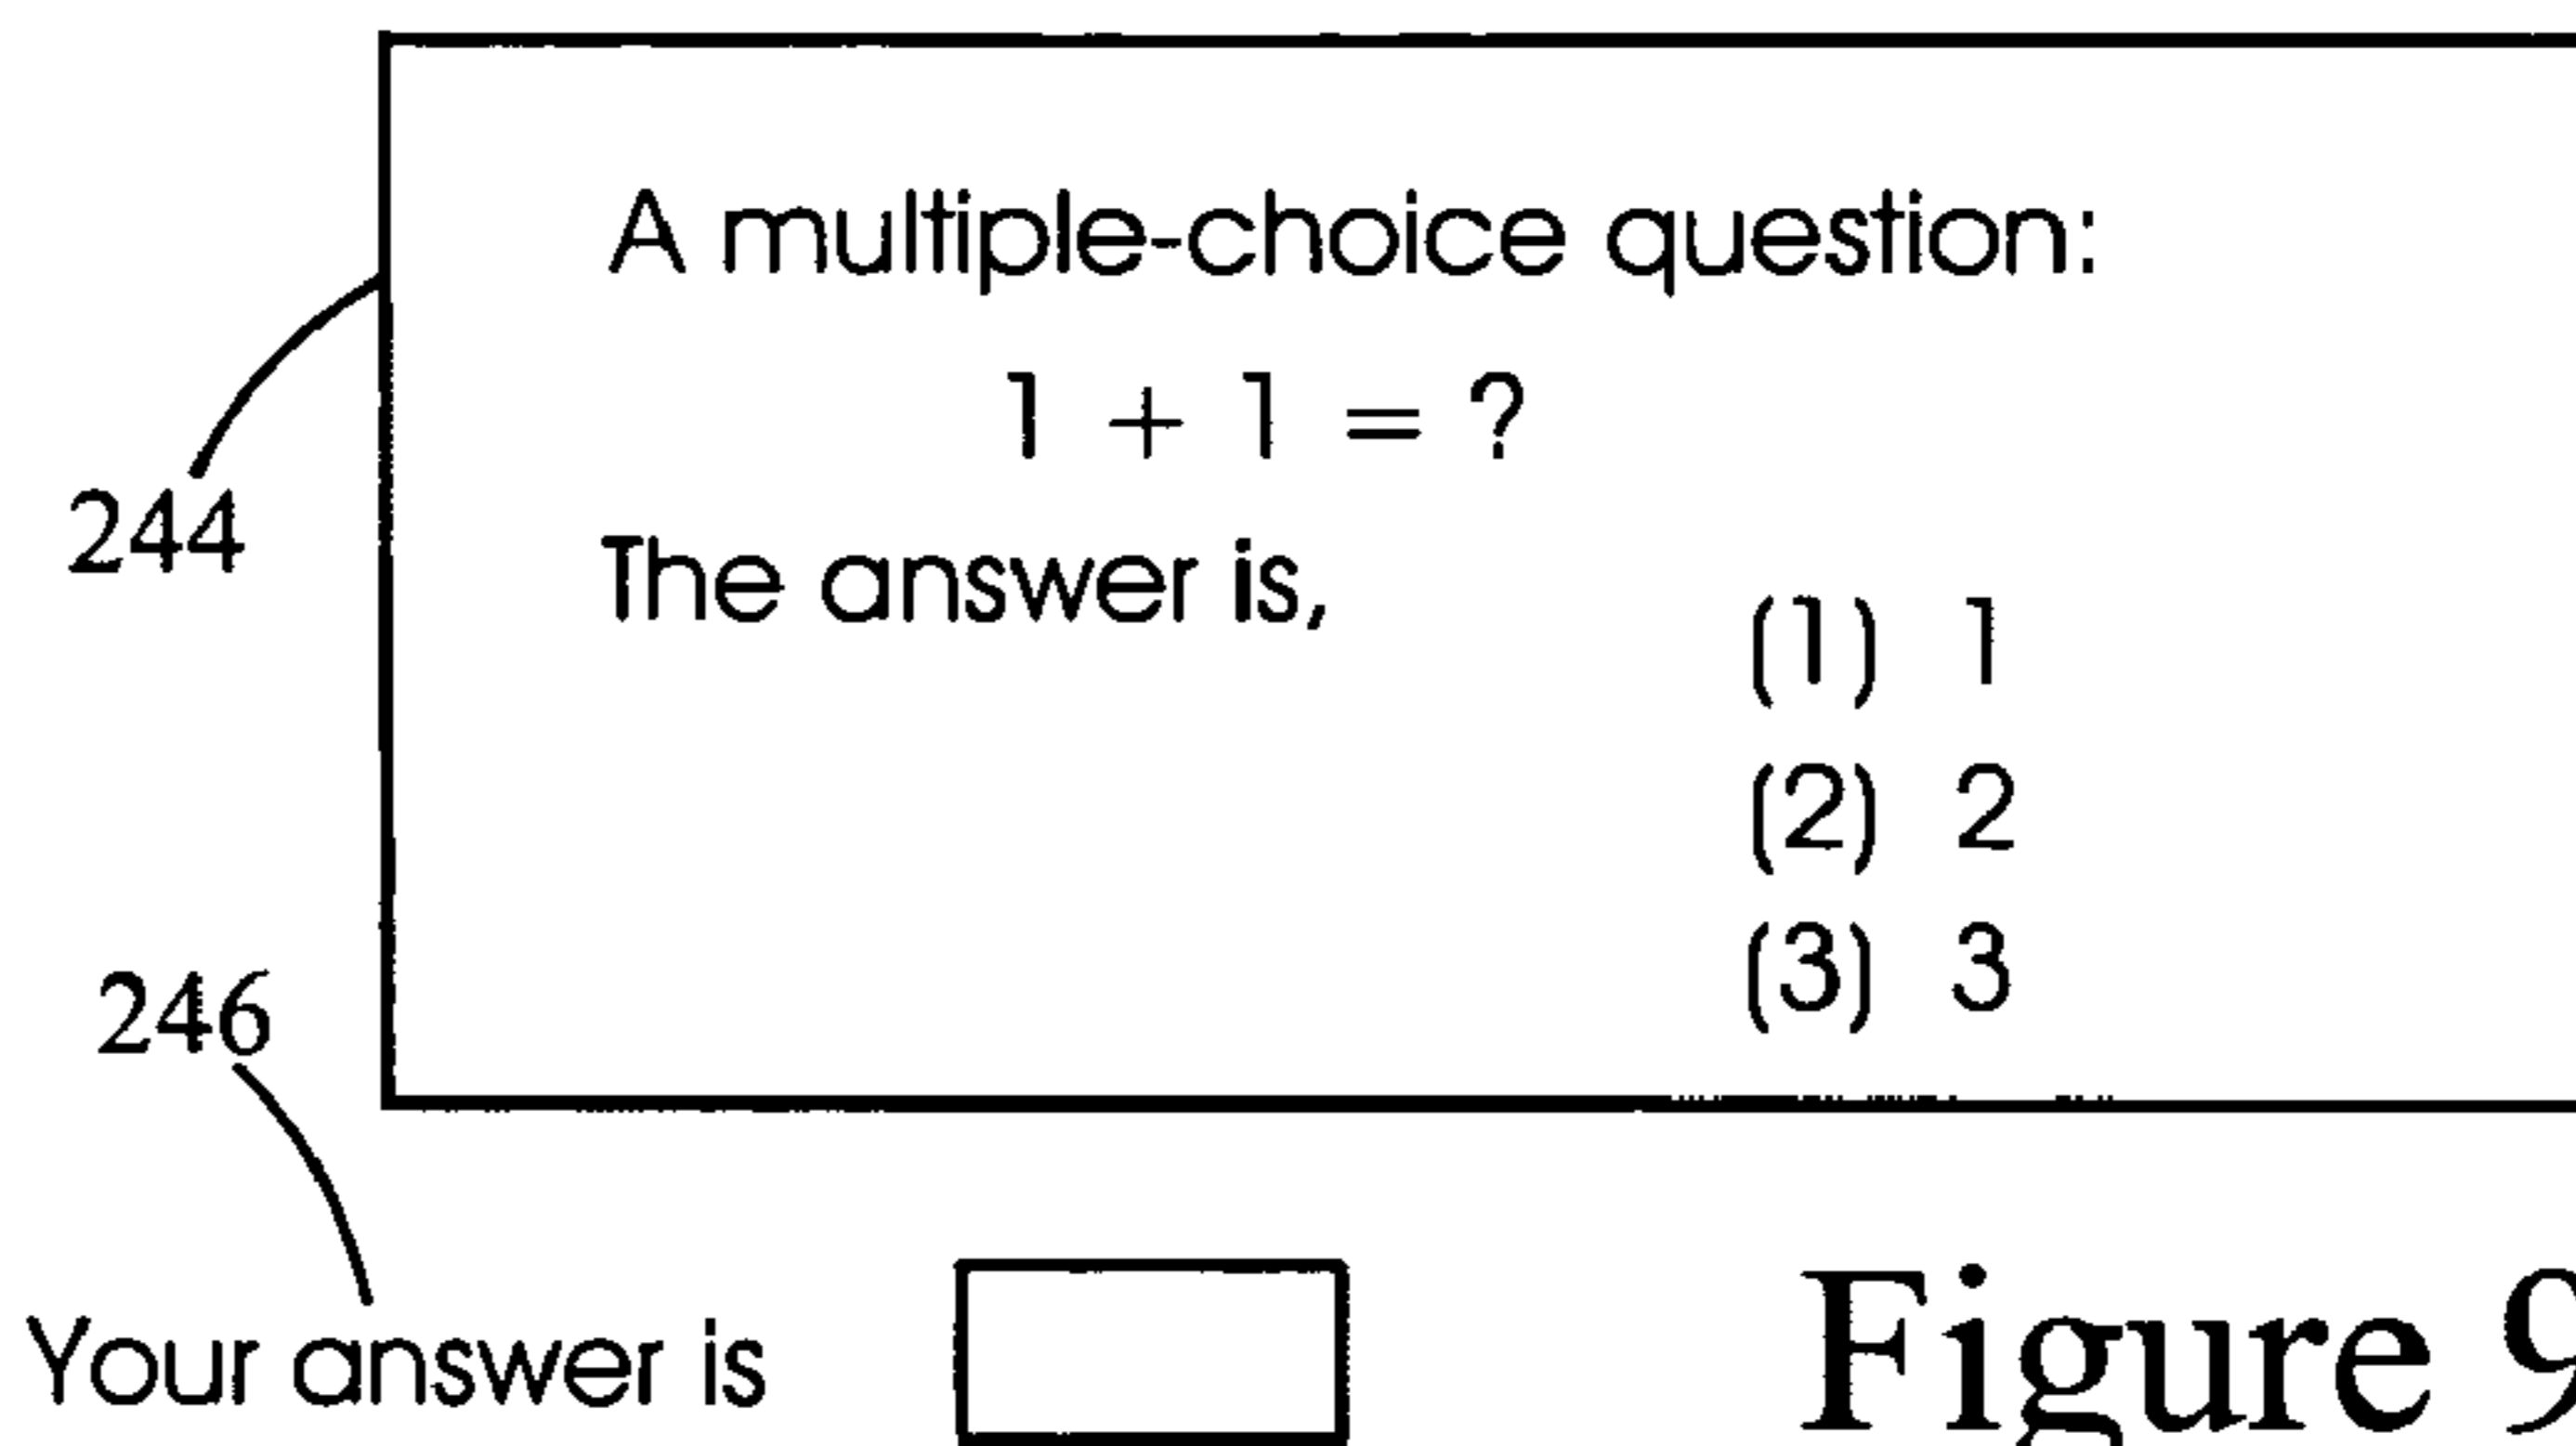 A multiple-choice question:
1 + 1 = ?
244
The answer is,
(1) 1
(2) 2
(3) 3
246
Your answer is
Figure 9